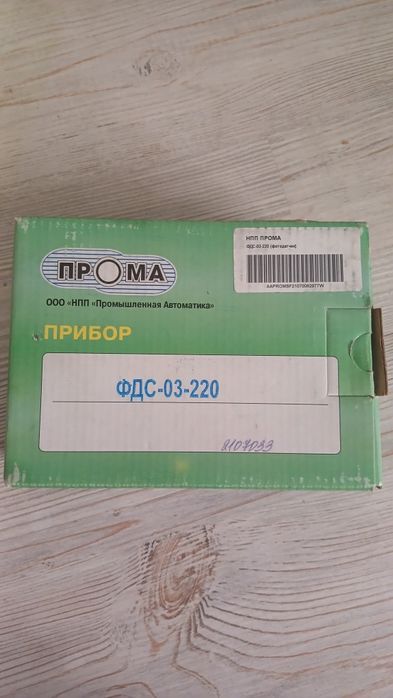 ПРОМА
ООО «НПП «Промышленная Автоматика»
НПП ПРОМА
ФДС-03-220 (фотодатчик)
ПРИБОР
ФДС-03-220
2107033